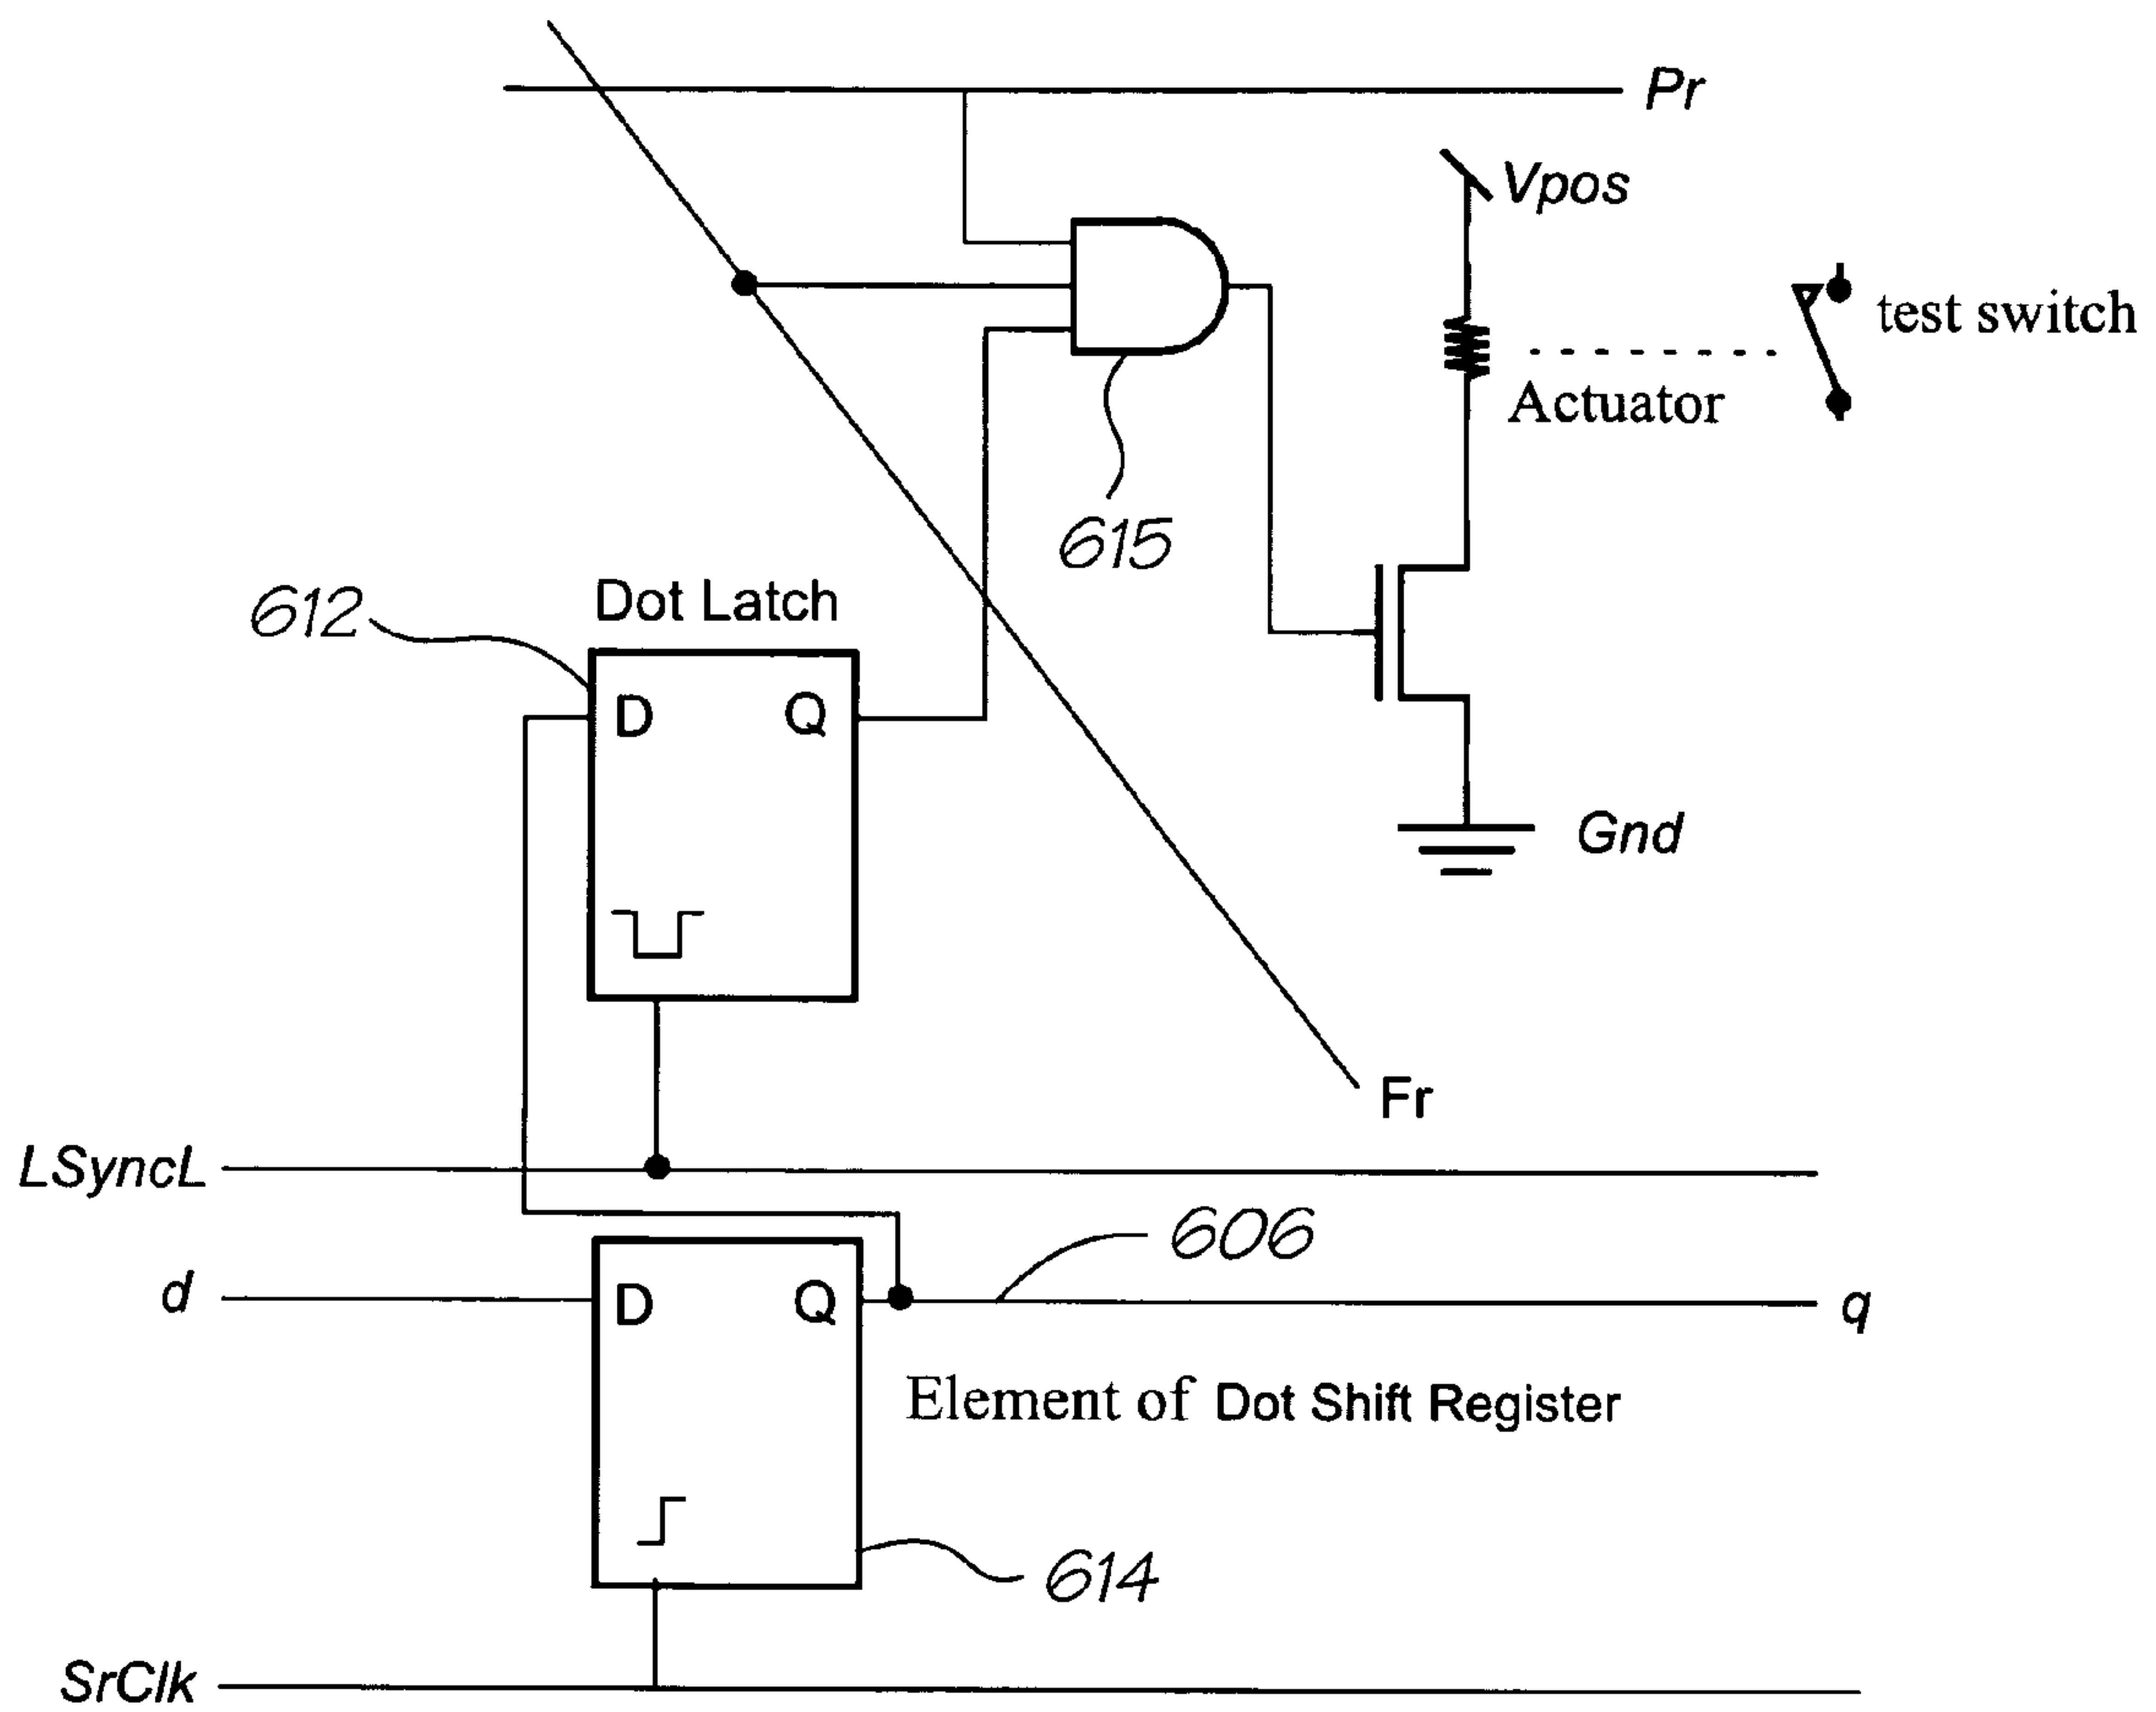 Pr
Vpos
test switch
Actuator
615
612
Dot Latch
D Q
Gnd
Fr
LSyncL
606
d
D Q
q
Element of Dot Shift Register
614
SrClk